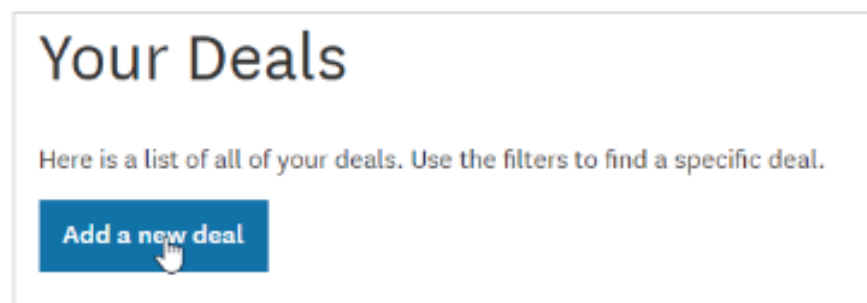 Your Deals
Here is a list of all of your deals. Use the filters to find a specific deal.
Add a new deal